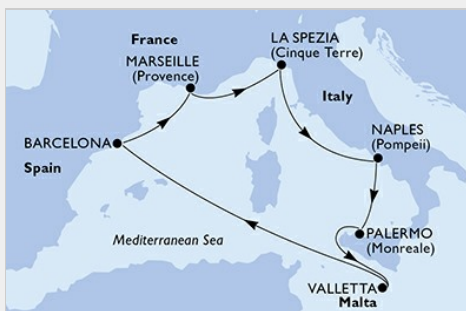 France
MARSEILLE
(Provence)
LA SPEZIA
(Cinque Terre)
Italy
BARCELONA
Spain
NAPLES
(Pompeii)
Mediterranean Sea
PALERMO
(Monreale)
VALLETTA
Malta